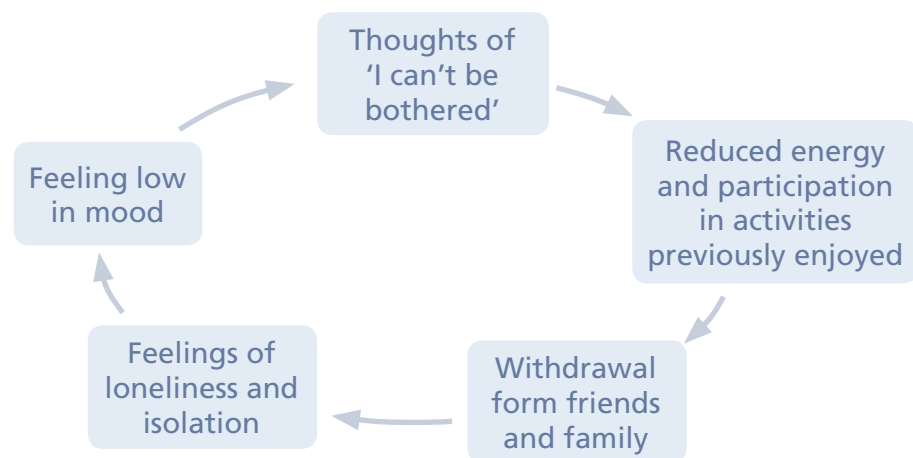 Thoughts of
‘I can’t be
bothered’
Reduced energy
and participation
in activities
previously enjoyed
Withdrawal
form friends
and family
Feelings of
loneliness and
isolation
Feeling low
in mood